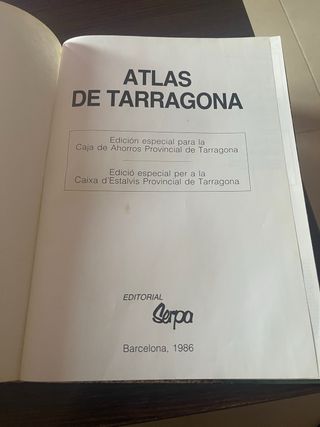 ATLAS
DE TARRAGONA
Edición especial para la
Caja de Ahorros Provincial de Tarragona
Edició especial per a la
Caixa d'Estalvis Provincial de Tarragona
EDITORIAL
Serpa
Barcelona, 1986